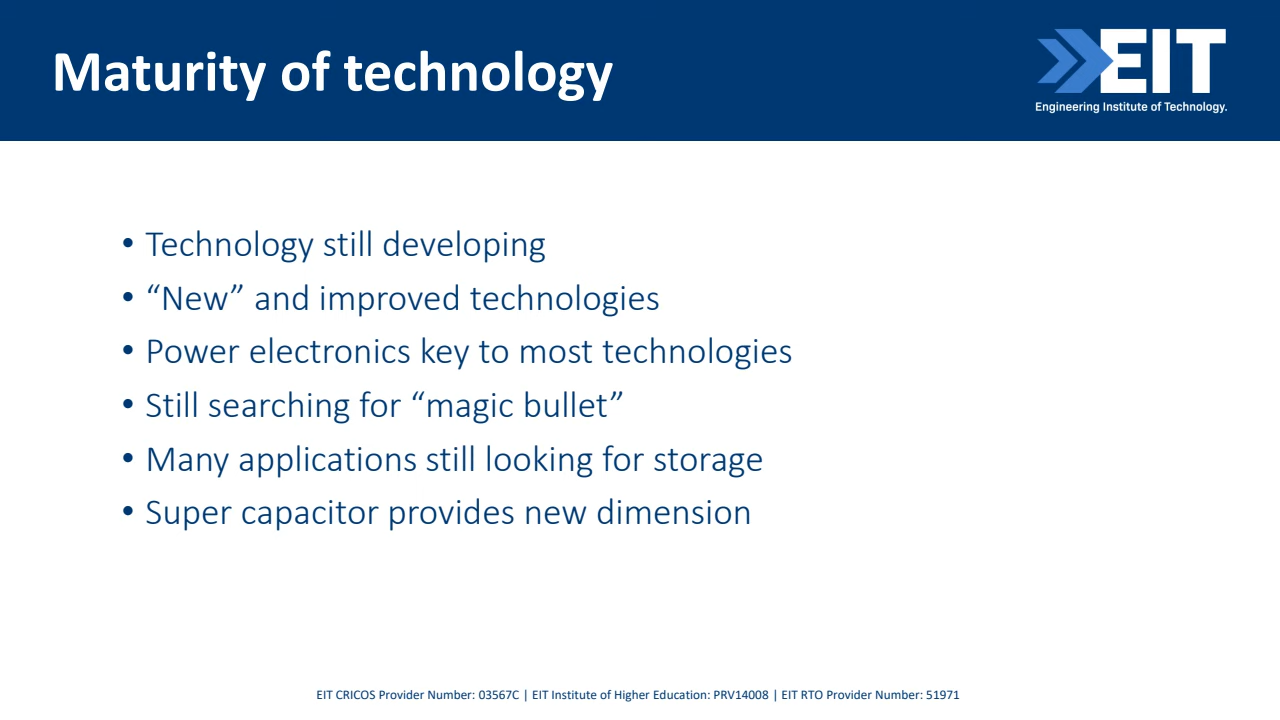 Maturity of technology
EIT
Engineering Institute of Technology.
• Technology still developing
• “New” and improved technologies
• Power electronics key to most technologies
• Still searching for “magic bullet”
• Many applications still looking for storage
• Super capacitor provides new dimension
EIT CRICOS Provider Number: 03567C | EIT Institute of Higher Education: PRV14008 | EIT RTO Provider Number: 51971